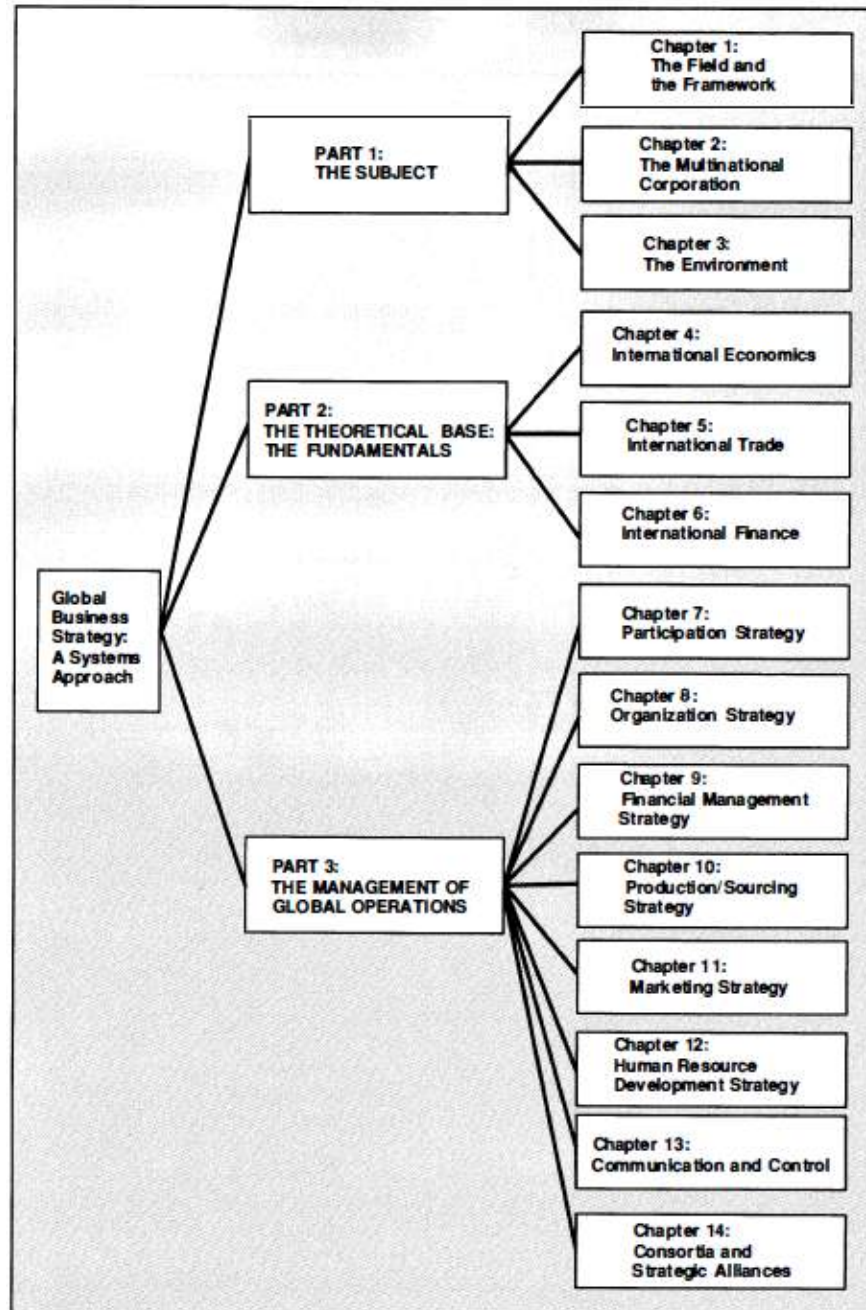 Global
Business
Strategy:
A Systems
Approach
PART 1:
THE SUBJECT
Chapter 1:
The Field and
the Framework
Chapter 2:
The Multinational
Corporation
Chapter 3:
The Environment
PART 2:
THE THEORETICAL BASE:
THE FUNDAMENTALS
Chapter 4:
International Economics
Chapter 5:
International Trade
Chapter 6:
International Finance
PART 3:
THE MANAGEMENT OF
GLOBAL OPERATIONS
Chapter 7:
Participation Strategy
Chapter 8:
Organization Strategy
Chapter 9:
Financial Management
Strategy
Chapter 10:
Production/Sourcing
Strategy
Chapter 11:
Marketing Strategy
Chapter 12:
Human Resource
Development Strategy
Chapter 13:
Communication and Control
Chapter 14:
Consortia and
Strategic Alliances